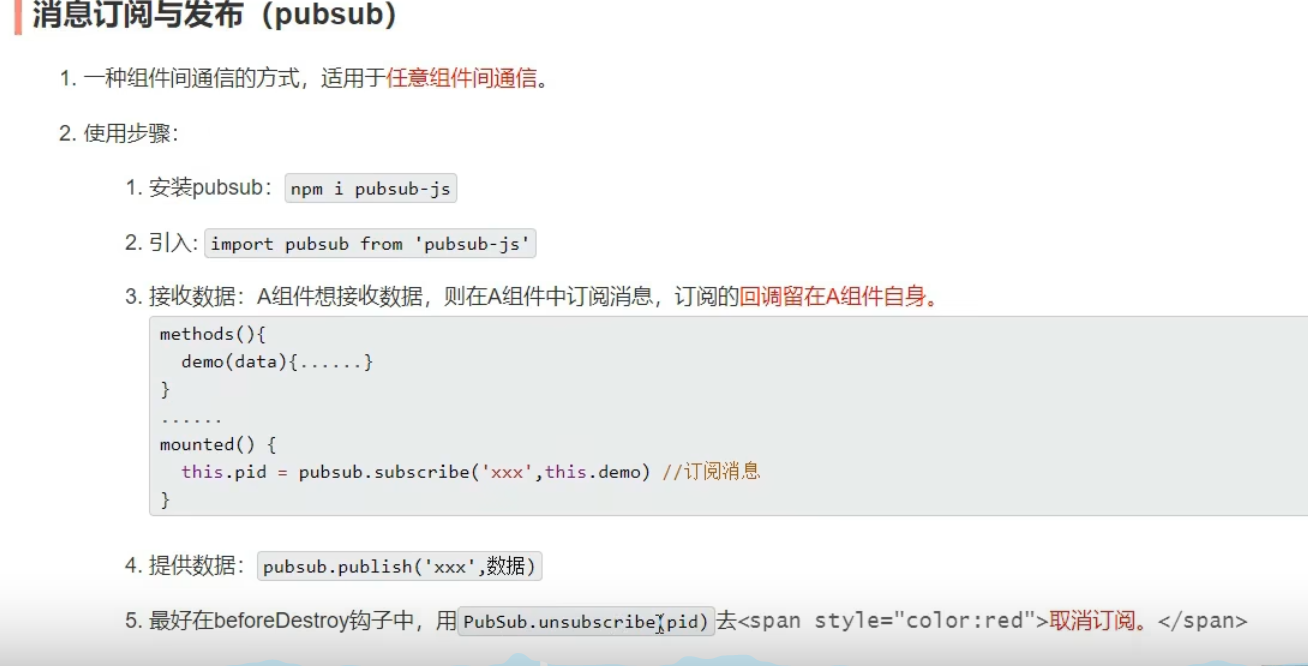 消息订阅与发布（pubsub）
1. 一种组件间通信的方式，适用于任意组件间通信。
2. 使用步骤：
1. 安装pubsub：npm i pubsub-js
2. 引入: import pubsub from 'pubsub-js'
3. 接收数据：A组件想接收数据，则在A组件中订阅消息，订阅的回调留在A组件自身。
methods(){
  demo(data){......}
}
......
mounted() {
  this.pid = pubsub.subscribe('xxx',this.demo) //订阅消息
}
4. 提供数据：pubsub.publish('xxx',数据)
5. 最好在beforeDestroy钩子中，用PubSub.unsubscribe(pid)去<span style="color:red">取消订阅。</span>